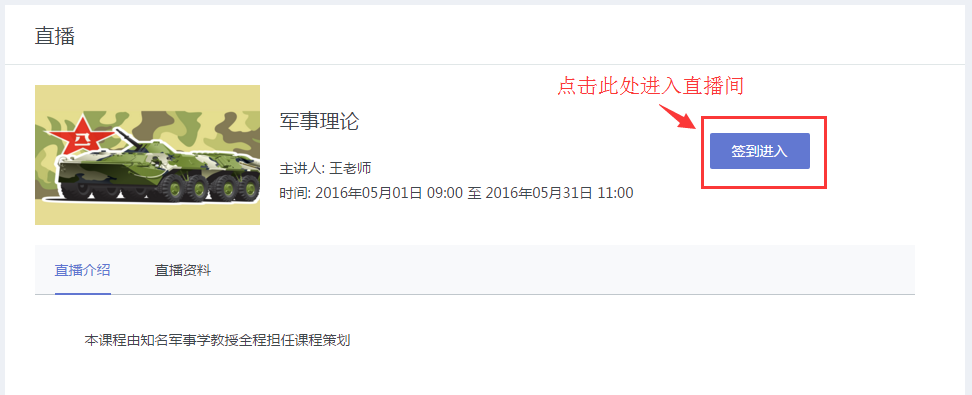 直播
点击此处进入直播间
军事理论
签到进入
主讲人: 王老师
时间: 2016年05月01日 09:00 至 2016年05月31日 11:00
直播介绍
直播资料
本课程由知名军事学教授全程担任课程策划
八一